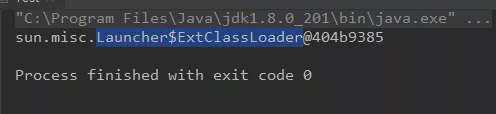 "C:\Program Files\Java\jdk1.8.0_201\bin\java.exe" ...
sun.misc.Launcher$ExtClassLoader@404b9385
Process finished with exit code 0